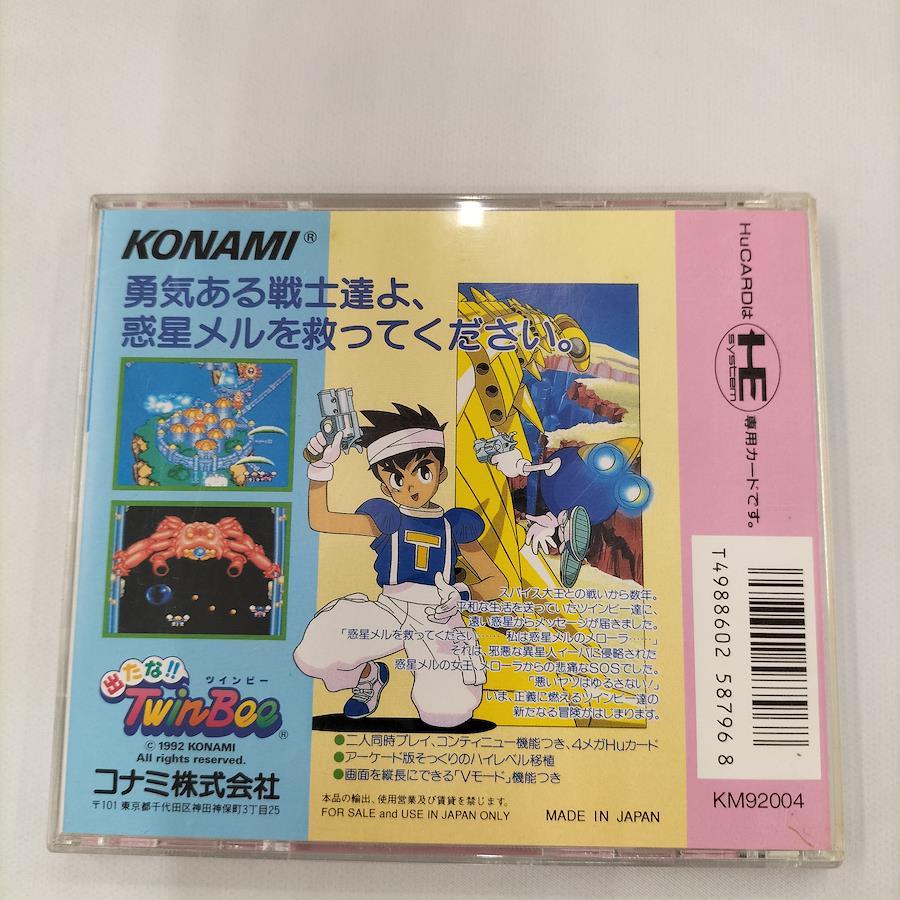 KONAMI®
勇気ある戦士達よ、
惑星メルを救ってください。
スパイス大王との戦いから数年。
平和な生活を送っていたツインビー達に、
遠い惑星からメッセージが届きました。
「惑星メルを救ってください…… 私は惑星メルのメローラ……」
それは、邪悪な異星人イーバに侵略された
惑星メルの女王、メローラからの悲痛なSOSでした。
「悪いヤツはゆるさない!」
いま、正義に燃えるツインビー達の
新たなる冒険がはじまります。
出たな!!
ツインビー
TwinBee®
© 1992 KONAMI
All rights reserved.
コナミ株式会社
〒101 東京都千代田区神田神保町3丁目25
●二人同時プレイ、コンティニュー機能つき、4メガHuカード
●アーケード版そっくりのハイレベル移植
●画面を縦長にできる「Vモード」機能つき
本品の輸出、使用営業及び賃貸を禁じます。
FOR SALE and USE IN JAPAN ONLY
MADE IN JAPAN
HuCARDは HE system 専用カードです。
T4988602 587968
KM92004
T